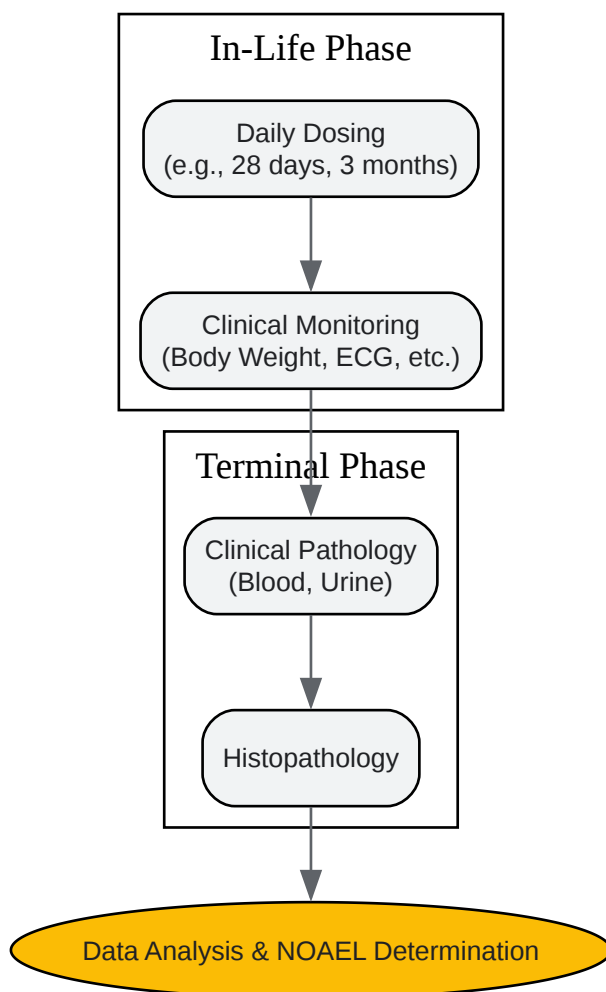 In-Life Phase
Daily Dosing
(e.g., 28 days, 3 months)
Clinical Monitoring
(Body Weight, ECG, etc.)
Terminal Phase
Clinical Pathology
(Blood, Urine)
Histopathology
Data Analysis & NOAEL Determination